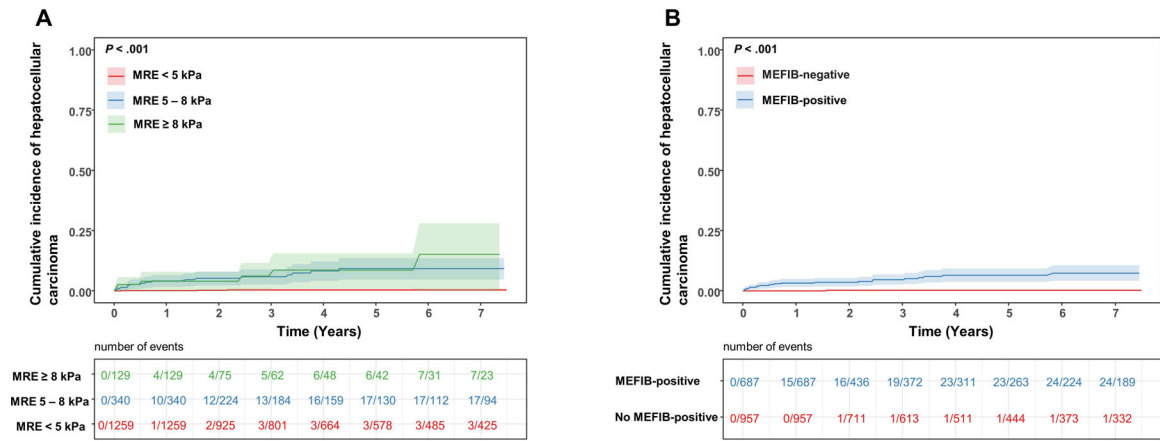 A
Cumulative incidence of hepatocellular
carcinoma
1.00
0.75
0.50
0.25
0.00
P < .001
MRE < 5 kPa
MRE 5 – 8 kPa
MRE ≥ 8 kPa
0 1 2 3 4 5 6 7
Time (Years)
number of events
MRE ≥ 8 kPa 0/129 4/129 4/75 5/62 6/48 6/42 7/31 7/23
MRE 5 – 8 kPa 0/340 10/340 12/224 13/184 16/159 17/130 17/112 17/94
MRE < 5 kPa 0/1259 1/1259 2/925 3/801 3/664 3/578 3/485 3/425
B
Cumulative incidence of hepatocellular
carcinoma
1.00
0.75
0.50
0.25
0.00
P < .001
MEFIB-negative
MEFIB-positive
0 1 2 3 4 5 6 7
Time (Years)
number of events
MEFIB-positive 0/687 15/687 16/436 19/372 23/311 23/263 24/224 24/189
No MEFIB-positive 0/957 0/957 1/711 1/613 1/511 1/444 1/373 1/332